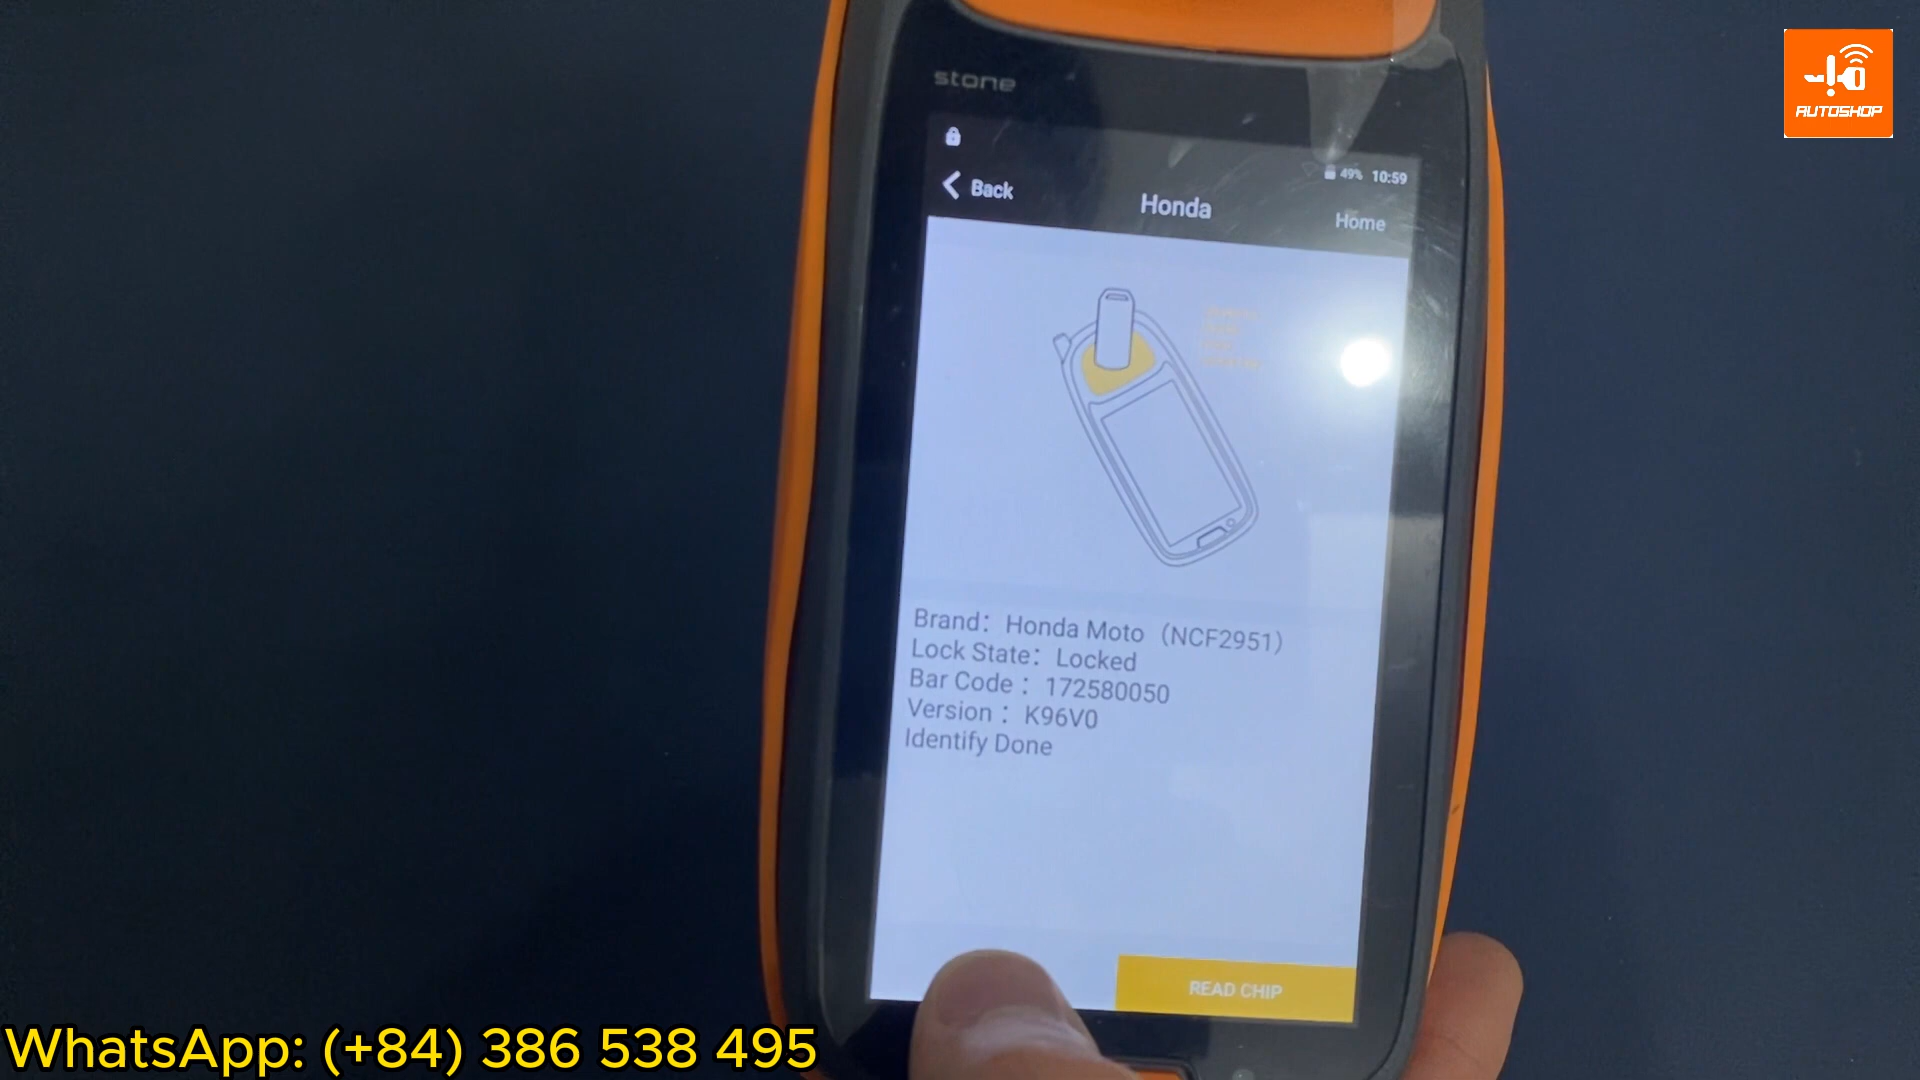 stone
AUTOSHOP
49% 10:59
Back
Honda
Home
Brand：Honda Moto（NCF2951）
Lock State：Locked
Bar Code：172580050
Version：K96V0
Identify Done
READ CHIP
WhatsApp: (+84) 386 538 495